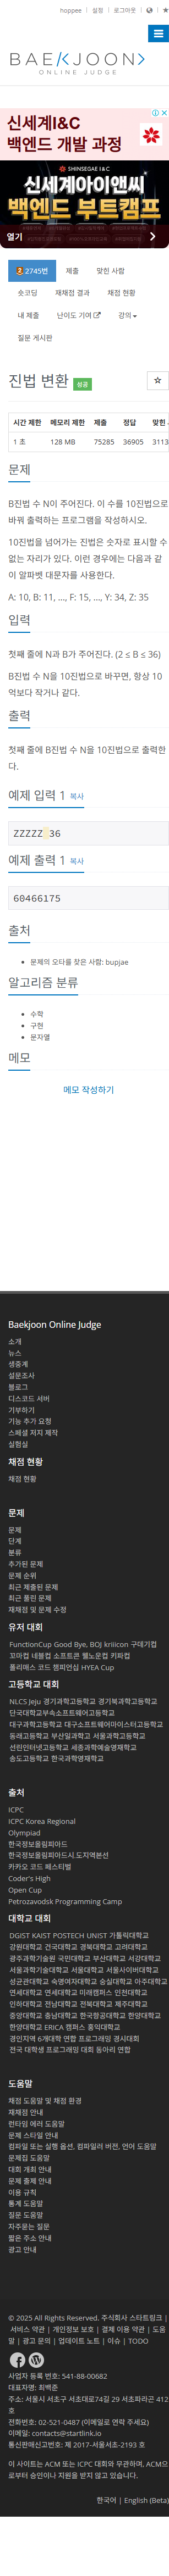 hoppee | 설정 | 로그아웃
BAEKJOON>
ONLINE JUDGE
신세계I&C
백엔드 개발 과정
SHINSEGAE I&C
신세계아이앤씨
백엔드 부트캠프
열기
2745번
제출
맞힌 사람
숏코딩
재채점 결과
채점 현황
내 제출
난이도 기여
강의
질문 게시판
진법 변환 성공
시간 제한 메모리 제한 제출 정답 맞힌
1 초 128 MB 75285 36905 3113
문제
B진법 수 N이 주어진다. 이 수를 10진법으로
바꿔 출력하는 프로그램을 작성하시오.
10진법을 넘어가는 진법은 숫자로 표시할 수
없는 자리가 있다. 이런 경우에는 다음과 같
이 알파벳 대문자를 사용한다.
A: 10, B: 11, ..., F: 15, ..., Y: 34, Z: 35
입력
첫째 줄에 N과 B가 주어진다. (2 ≤ B ≤ 36)
B진법 수 N을 10진법으로 바꾸면, 항상 10
억보다 작거나 같다.
출력
첫째 줄에 B진법 수 N을 10진법으로 출력한
다.
예제 입력 1 복사
ZZZZZ 36
예제 출력 1 복사
60466175
출처
문제의 오타를 찾은 사람: bupjae
알고리즘 분류
수학
구현
문자열
메모
메모 작성하기
Baekjoon Online Judge
소개
뉴스
생중계
설문조사
블로그
디스코드 서버
기부하기
기능 추가 요청
스페셜 저지 제작
실험실
채점 현황
채점 현황
문제
문제
단계
분류
추가된 문제
문제 순위
최근 제출된 문제
최근 풀린 문제
재채점 및 문제 수정
유저 대회
FunctionCup Good Bye, BOJ kriiicon 구데기컵
꼬마컵 네블컵 소프트콘 웰노운컵 키파컵
폴리매스 코드 챔피언십 HYEA Cup
고등학교 대회
NLCS Jeju 경기과학고등학교 경기북과학고등학교
단국대학교부속소프트웨어고등학교
대구과학고등학교 대구소프트웨어마이스터고등학교
동래고등학교 부산일과학고 서울과학고등학교
선린인터넷고등학교 세종과학예술영재학교
송도고등학교 한국과학영재학교
출처
ICPC
ICPC Korea Regional
Olympiad
한국정보올림피아드
한국정보올림피아드시.도지역본선
카카오 코드 페스티벌
Coder's High
Open Cup
Petrozavodsk Programming Camp
대학교 대회
DGIST KAIST POSTECH UNIST 가톨릭대학교
강원대학교 건국대학교 경북대학교 고려대학교
광주과학기술원 국민대학교 부산대학교 서강대학교
서울과학기술대학교 서울대학교 서울사이버대학교
성균관대학교 숙명여자대학교 숭실대학교 아주대학교
연세대학교 연세대학교 미래캠퍼스 인천대학교
인하대학교 전남대학교 전북대학교 제주대학교
중앙대학교 충남대학교 한국항공대학교 한양대학교
한양대학교 ERICA 캠퍼스 홍익대학교
경인지역 6개대학 연합 프로그래밍 경시대회
전국 대학생 프로그래밍 대회 동아리 연합
도움말
채점 도움말 및 채점 환경
재채점 안내
런타임 에러 도움말
문제 스타일 안내
컴파일 또는 실행 옵션, 컴파일러 버전, 언어 도움말
문제집 도움말
대회 개최 안내
문제 출제 안내
이용 규칙
통계 도움말
질문 도움말
자주묻는 질문
짧은 주소 안내
광고 안내
© 2025 All Rights Reserved. 주식회사 스타트링크 |
서비스 약관 | 개인정보 보호 | 결제 이용 약관 | 도움
말 | 광고 문의 | 업데이트 노트 | 이슈 | TODO
사업자 등록 번호: 541-88-00682
대표자명: 최백준
주소: 서울시 서초구 서초대로74길 29 서초파라곤 412
호
전화번호: 02-521-0487 (이메일로 연락 주세요)
이메일: contacts@startlink.io
통신판매신고번호: 제 2017-서울서초-2193 호
이 사이트는 ACM 또는 ICPC 대회와 무관하며, ACM으
로부터 승인이나 지원을 받지 않고 있습니다.
한국어 | English (Beta)